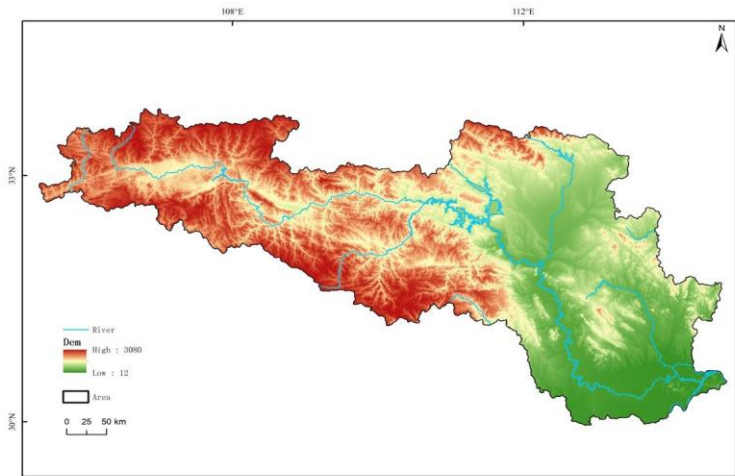 108°E
112°E
N
33°N
River
Dem
High : 3080
Low : 12
Area
0 25 50 km
30°N